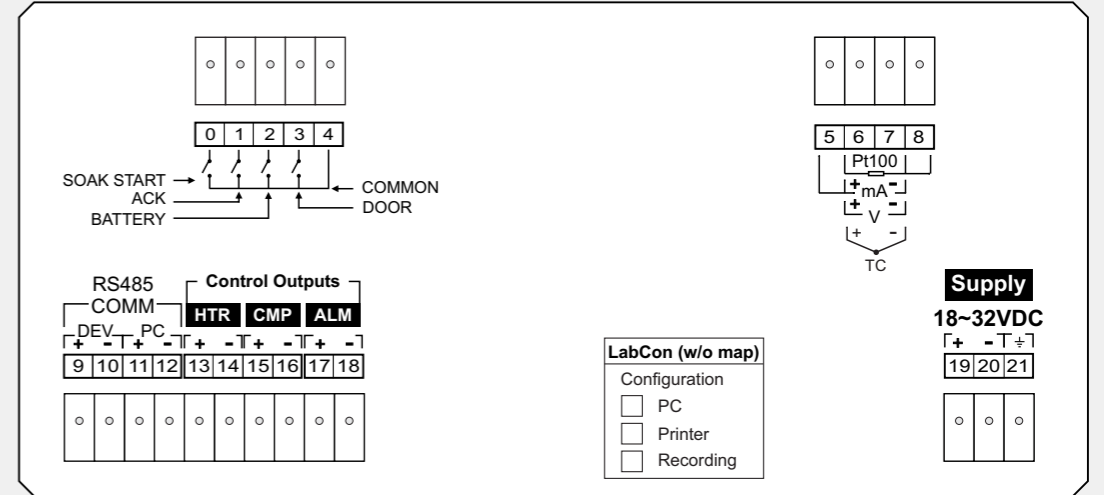 0 1 2 3 4
SOAK START
ACK
BATTERY
COMMON
DOOR
5 6 7 8
Pt100
+ mA -
+ V -
+ -
TC
RS485
COMM
DEV PC
Control Outputs
HTR CMP ALM
+ - + - + - + - + -
9 10 11 12 13 14 15 16 17 18
LabCon (w/o map)
Configuration
PC
Printer
Recording
Supply
18~32VDC
+ - ⏚
19 20 21